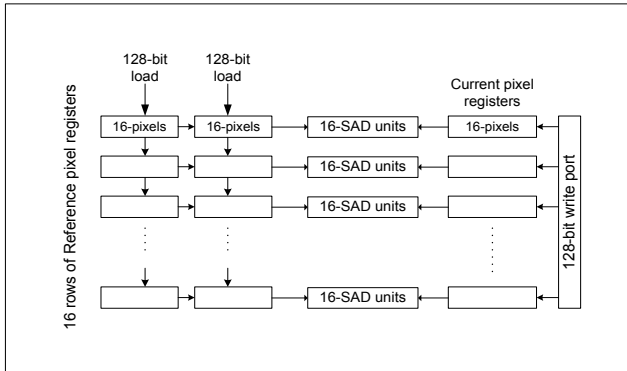 128-bit
load
128-bit
load
Current pixel
registers
16 rows of Reference pixel registers
16-pixels
16-pixels
16-SAD units
16-pixels
16-SAD units
16-SAD units
16-SAD units
128-bit write port